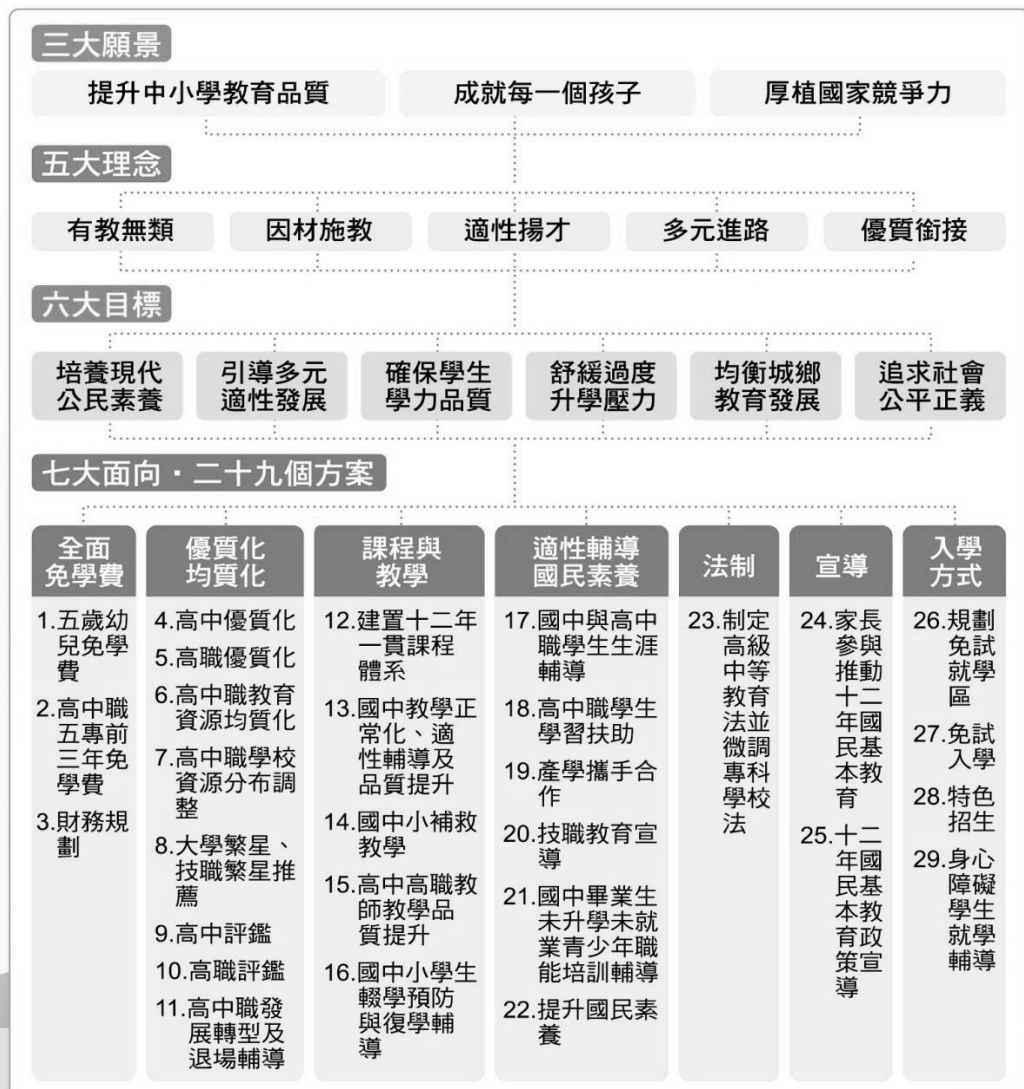 三大願景
提升中小學教育品質
成就每一個孩子
厚植國家競爭力
五大理念
有教無類
因材施教
適性揚才
多元進路
優質銜接
六大目標
培養現代
公民素養
引導多元
適性發展
確保學生
學力品質
舒緩過度
升學壓力
均衡城鄉
教育發展
追求社會
公平正義
七大面向・二十九個方案
全面
免學費
1.五歲幼
兒免學
費
2.高中職
五專前
三年免
學費
3.財務規
劃
優質化
均質化
4.高中優質化
5.高職優質化
6.高中職教育
資源均質化
7.高中職學校
資源分布調
整
8.大學繁星、
技職繁星推
薦
9.高中評鑑
10.高職評鑑
11.高中職發
展轉型及
退場輔導
課程與
教學
12.建置十二年
一貫課程
體系
13.國中教學正
常化、適
性輔導及
品質提升
14.國中小補救
教學
15.高中高職教
師教學品
質提升
16.國中小學生
輟學預防
與復學輔
導
適性輔導
國民素養
17.國中與高中
職學生生涯
輔導
18.高中職學生
學習扶助
19.產學攜手合
作
20.技職教育宣
導
21.國中畢業生
未升學未就
業青少年職
能培訓輔導
22.提升國民素
養
法制
23.制定
高級
中等
教育
法並
微調
專科
學校
法
宣導
24.家長
參與
推動
十二
年國
民基
本教
育
25.十二
年國
民基
本教
育政
策宣
導
入學
方式
26.規劃
免試
就學
區
27.免試
入學
28.特色
招生
29.身心
障礙
學生
就學
輔導